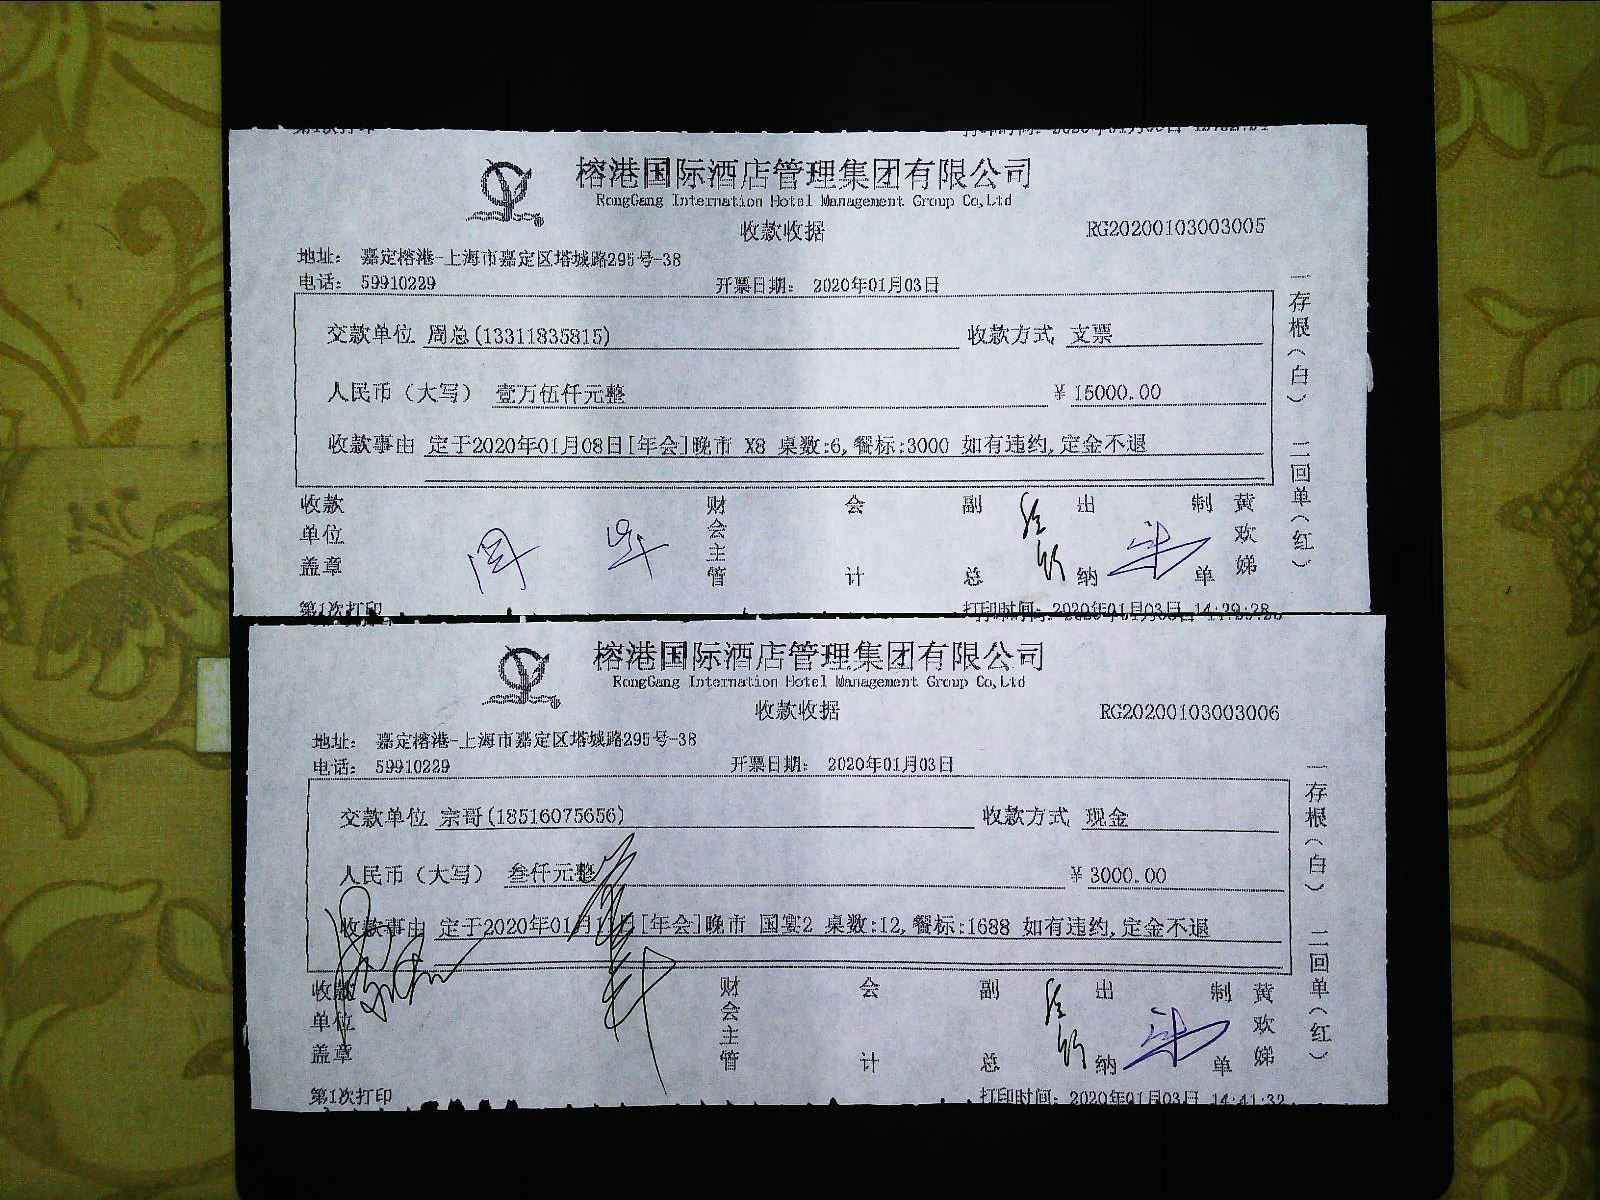 榕港国际酒店管理集团有限公司
RongGang Internation Hotel Management Group Co,Ltd
收款收据
RG20200103003005
地址： 嘉定榕港-上海市嘉定区塔城路295号-38
电话： 59910229 开票日期： 2020年01月03日
交款单位 周总(13311835815) 收款方式 支票
人民币（大写） 壹万伍仟元整 ￥15000.00
收款事由 定于2020年01月08日[年会]晚市 X8 桌数:6,餐标:3000 如有违约,定金不退
收款单位盖章 财会主管 会计 副总 出纳 制单 黄欢娣
一存根（白） 二回单（红）
第1次打印 打印时间: 2020年01月03日 14:29:28
榕港国际酒店管理集团有限公司
RongGang Internation Hotel Management Group Co,Ltd
收款收据
RG20200103003006
地址： 嘉定榕港-上海市嘉定区塔城路295号-38
电话： 59910229 开票日期： 2020年01月03日
交款单位 宗哥(18516075656) 收款方式 现金
人民币（大写） 叁仟元整 ￥3000.00
收款事由 定于2020年01月 [年会]晚市 国宴2 桌数:12,餐标:1688 如有违约,定金不退
收款单位盖章 财会主管 会计 副总 出纳 制单 黄欢娣
一存根（白） 二回单（红）
第1次打印 打印时间: 2020年01月03日 14:41:32